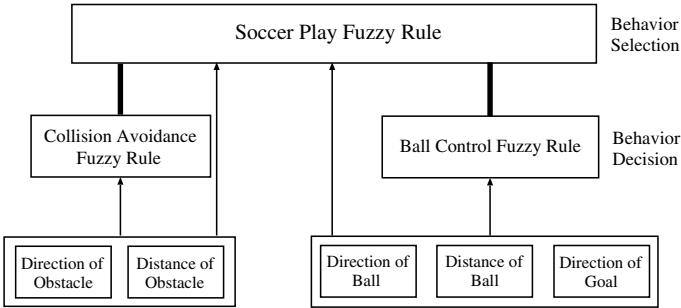 Soccer Play Fuzzy Rule
Behavior
Selection
Collision Avoidance
Fuzzy Rule
Ball Control Fuzzy Rule
Behavior
Decision
Direction of
Obstacle
Distance of
Obstacle
Direction of
Ball
Distance of
Ball
Direction of
Goal